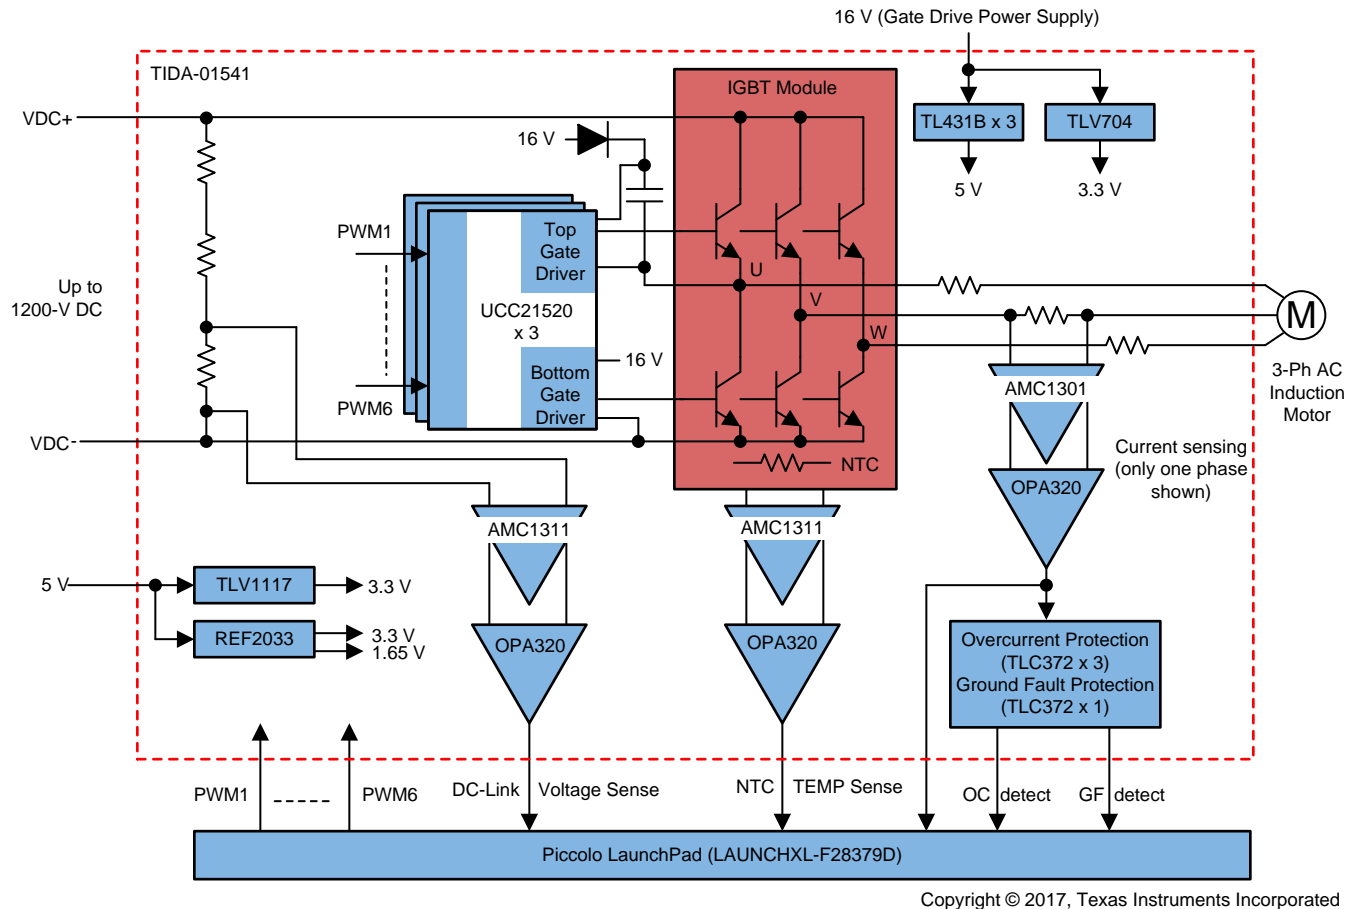 16 V (Gate Drive Power Supply)
TIDA-01541
IGBT Module
VDC+
16 V
TL431B x 3
TLV704
5 V
3.3 V
PWM1
Top
Gate
Driver
U
Up to
1200-V DC
UCC21520
x 3
V
M
W
16 V
Bottom
Gate
Driver
PWM6
AMC1301
3-Ph AC
Induction
Motor
VDC-
NTC
Current sensing
(only one phase
shown)
OPA320
AMC1311
AMC1311
5 V
TLV1117
3.3 V
REF2033
3.3 V
1.65 V
OPA320
OPA320
Overcurrent Protection
(TLC372 x 3)
Ground Fault Protection
(TLC372 x 1)
PWM1
PWM6
DC-Link Voltage Sense
NTC TEMP Sense
OC detect
GF detect
Piccolo LaunchPad (LAUNCHXL-F28379D)
Copyright © 2017, Texas Instruments Incorporated